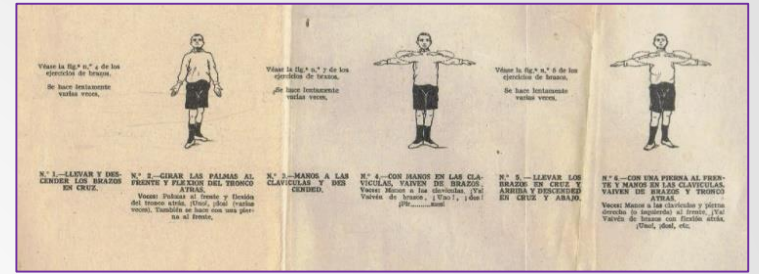 Véase la fig.ª n.º 4 de los
ejercicios de brazos.
Se hace lentamente
varias veces.
N.º 1.—LLEVAR Y DES-
CENDER LOS BRAZOS
EN CRUZ.
N.º 2.—GIRAR LAS PALMAS AL
FRENTE Y FLEXION DEL TRONCO
ATRAS.
Voces: Palmas al frente y flexión
del tronco atrás. ¡Uno!, ¡dos! (varias
veces). También se hace con una pier-
na al frente.
Véase la fig.ª n.º 7 de los
ejercicios de brazos.
Se hace lentamente
varias veces.
N.º 3.—MANOS A LAS
CLAVICULAS Y DES
CENDED.
N.º 4.—CON MANOS EN LAS CLA-
VICULAS, VAIVEN DE BRAZOS.
Voces: Manos a las clavículas. ¡Ya!
Vaivén de brazos, ¡Uno!, ¡dos!
Véase la fig.ª n.º 6 de los
ejercicios de brazos.
Se hace lentamente
varias veces.
N.º 5.—LLEVAR LOS
BRAZOS EN CRUZ Y
ARRIBA Y DESCENDED
EN CRUZ Y ABAJO.
N.º 6.—CON UNA PIERNA AL FREN-
TE Y MANOS EN LAS CLAVICULAS,
VAIVEN DE BRAZOS Y TRONCO
ATRAS.
Voces: Manos a las clavículas y pierna
derecha (o izquierda) al frente, ¡Ya!
Vaivén de brazos con flexión atrás.
¡Uno!, ¡dos!, etc.